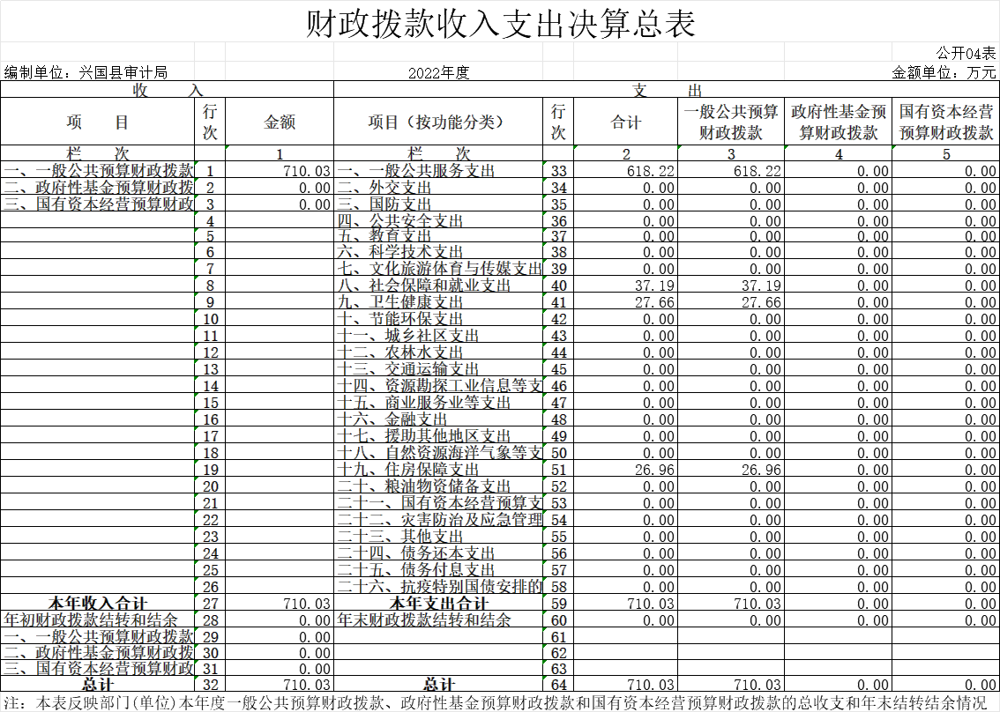 财政拨款收入支出决算总表
公开04表
编制单位：兴国县审计局 2022年度 金额单位：万元
收 入 支 出
项 目 行次 金额 项目（按功能分类） 行次 合计 一般公共预算财政拨款 政府性基金预算财政拨款 国有资本经营预算财政拨款
栏 次 1 栏 次 2 3 4 5
一、一般公共预算财政拨款 1 710.03 一、一般公共服务支出 33 618.22 618.22 0.00 0.00
二、政府性基金预算财政拨 2 0.00 二、外交支出 34 0.00 0.00 0.00 0.00
三、国有资本经营预算财政 3 0.00 三、国防支出 35 0.00 0.00 0.00 0.00
4 四、公共安全支出 36 0.00 0.00 0.00 0.00
5 五、教育支出 37 0.00 0.00 0.00 0.00
6 六、科学技术支出 38 0.00 0.00 0.00 0.00
7 七、文化旅游体育与传媒支出 39 0.00 0.00 0.00 0.00
8 八、社会保障和就业支出 40 37.19 37.19 0.00 0.00
9 九、卫生健康支出 41 27.66 27.66 0.00 0.00
10 十、节能环保支出 42 0.00 0.00 0.00 0.00
11 十一、城乡社区支出 43 0.00 0.00 0.00 0.00
12 十二、农林水支出 44 0.00 0.00 0.00 0.00
13 十三、交通运输支出 45 0.00 0.00 0.00 0.00
14 十四、资源勘探工业信息等支 46 0.00 0.00 0.00 0.00
15 十五、商业服务业等支出 47 0.00 0.00 0.00 0.00
16 十六、金融支出 48 0.00 0.00 0.00 0.00
17 十七、援助其他地区支出 49 0.00 0.00 0.00 0.00
18 十八、自然资源海洋气象等支 50 0.00 0.00 0.00 0.00
19 十九、住房保障支出 51 26.96 26.96 0.00 0.00
20 二十、粮油物资储备支出 52 0.00 0.00 0.00 0.00
21 二十一、国有资本经营预算支 53 0.00 0.00 0.00 0.00
22 二十二、灾害防治及应急管理 54 0.00 0.00 0.00 0.00
23 二十三、其他支出 55 0.00 0.00 0.00 0.00
24 二十四、债务还本支出 56 0.00 0.00 0.00 0.00
25 二十五、债务付息支出 57 0.00 0.00 0.00 0.00
26 二十六、抗疫特别国债安排的 58 0.00 0.00 0.00 0.00
本年收入合计 27 710.03 本年支出合计 59 710.03 710.03 0.00 0.00
年初财政拨款结转和结余 28 0.00 年末财政拨款结转和结余 60 0.00 0.00 0.00 0.00
一、一般公共预算财政拨款 29 0.00 61
二、政府性基金预算财政拨 30 0.00 62
三、国有资本经营预算财政 31 0.00 63
总计 32 710.03 总计 64 710.03 710.03 0.00 0.00
注：本表反映部门(单位)本年度一般公共预算财政拨款、政府性基金预算财政拨款和国有资本经营预算财政拨款的总收支和年末结转结余情况